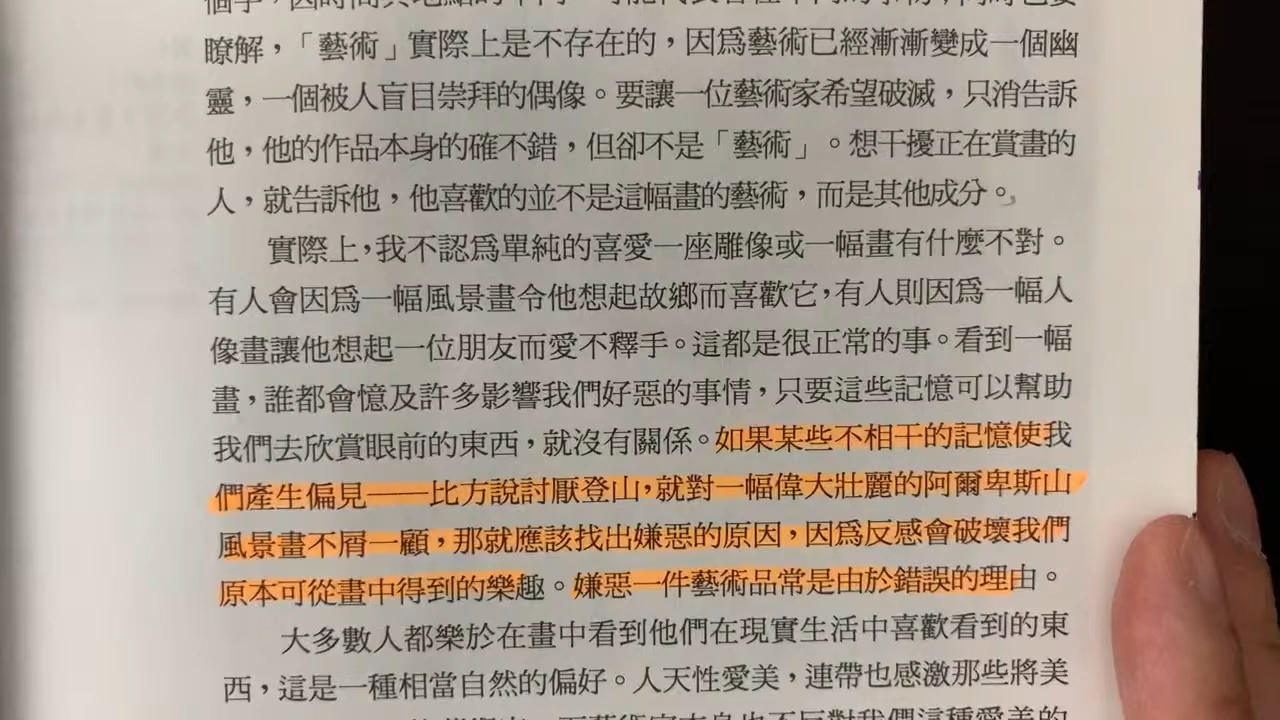 瞭解，「藝術」實際上是不存在的，因爲藝術已經漸漸變成一個幽
靈，一個被人盲目崇拜的偶像。要讓一位藝術家希望破滅，只消告訴
他，他的作品本身的確不錯，但卻不是「藝術」。想干擾正在賞畫的
人，就告訴他，他喜歡的並不是這幅畫的藝術，而是其他成分。
實際上，我不認爲單純的喜愛一座雕像或一幅畫有什麼不對。
有人會因爲一幅風景畫令他想起故鄉而喜歡它，有人則因爲一幅人
像畫讓他想起一位朋友而愛不釋手。這都是很正常的事。看到一幅
畫，誰都會憶及許多影響我們好惡的事情，只要這些記憶可以幫助
我們去欣賞眼前的東西，就沒有關係。如果某些不相干的記憶使我
們產生偏見——比方說討厭登山，就對一幅偉大壯麗的阿爾卑斯山
風景畫不屑一顧，那就應該找出嫌惡的原因，因爲反感會破壞我們
原本可從畫中得到的樂趣。嫌惡一件藝術品常是由於錯誤的理由。
大多數人都樂於在畫中看到他們在現實生活中喜歡看到的東
西，這是一種相當自然的偏好。人天性愛美，連帶也感激那些將美